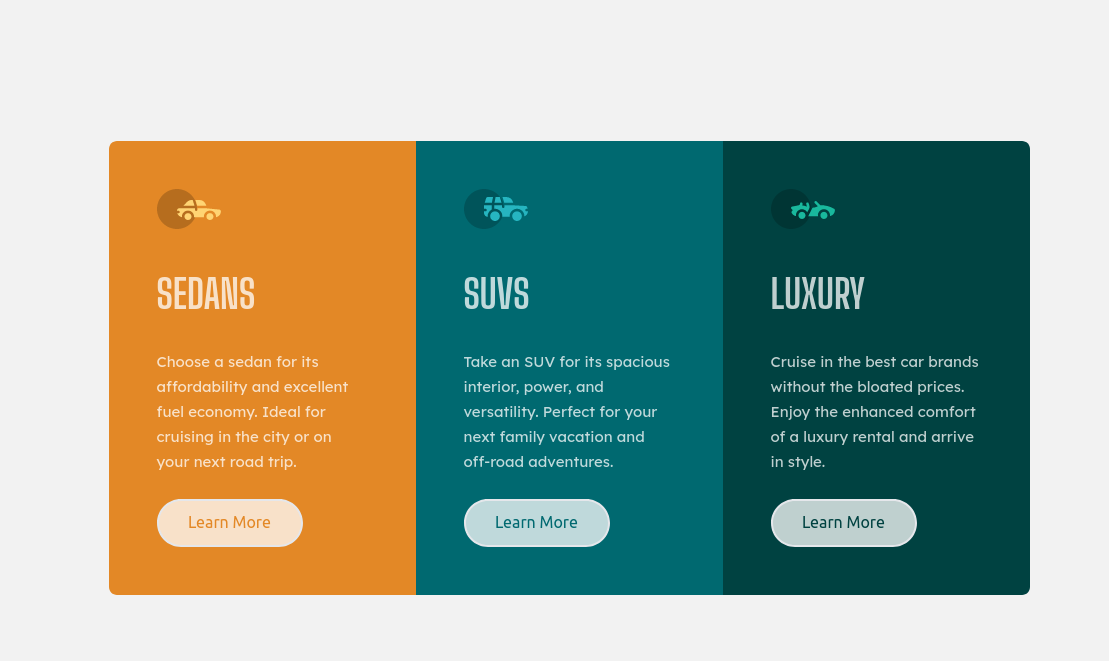 SEDANS
Choose a sedan for its
affordability and excellent
fuel economy. Ideal for
cruising in the city or on
your next road trip.
Learn More
SUVS
Take an SUV for its spacious
interior, power, and
versatility. Perfect for your
next family vacation and
off-road adventures.
Learn More
LUXURY
Cruise in the best car brands
without the bloated prices.
Enjoy the enhanced comfort
of a luxury rental and arrive
in style.
Learn More